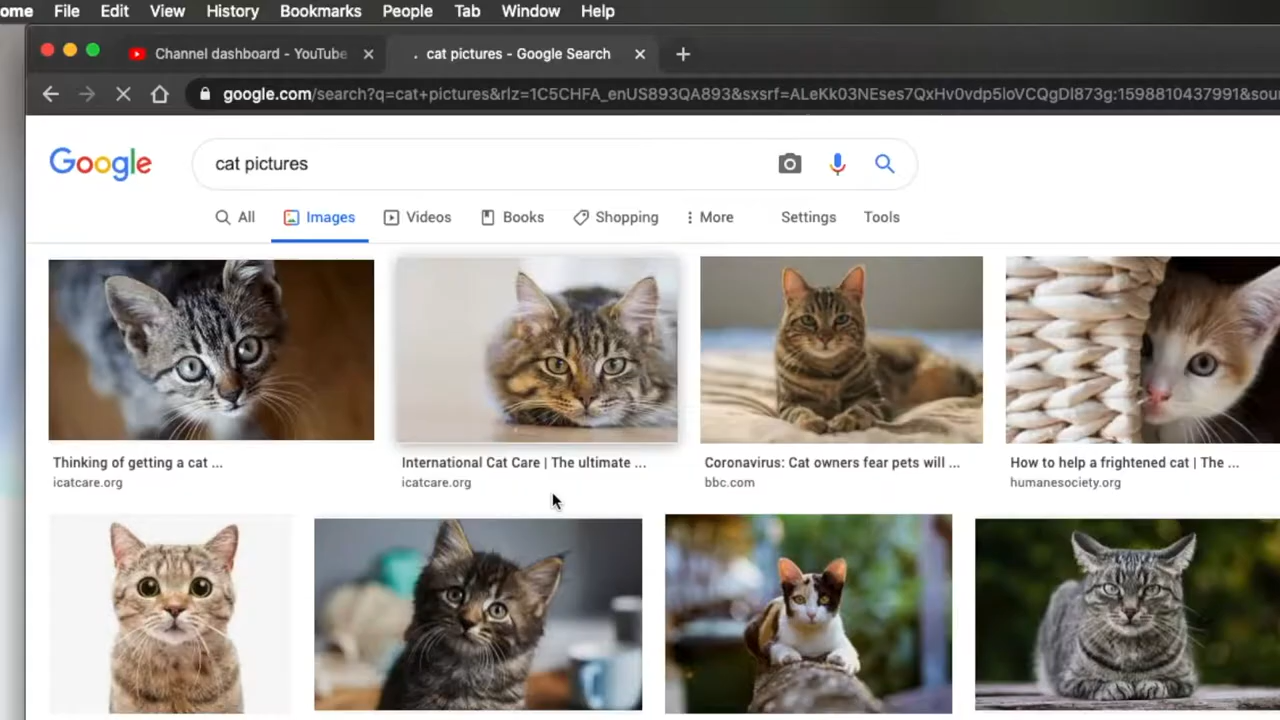 ome File Edit View History Bookmarks People Tab Window Help
Channel dashboard - YouTube cat pictures - Google Search
google.com/search?q=cat+pictures&rlz=1C5CHFA_enUS893QA893&sxsrf=ALeKk03NEses7QxHv0vdp5loVCQgDl873g:1598810437991&sou
Google cat pictures
All Images Videos Books Shopping More Settings Tools
Thinking of getting a cat ... International Cat Care | The ultimate ... Coronavirus: Cat owners fear pets will ... How to help a frightened cat | The ...
icatcare.org icatcare.org bbc.com humanesociety.org